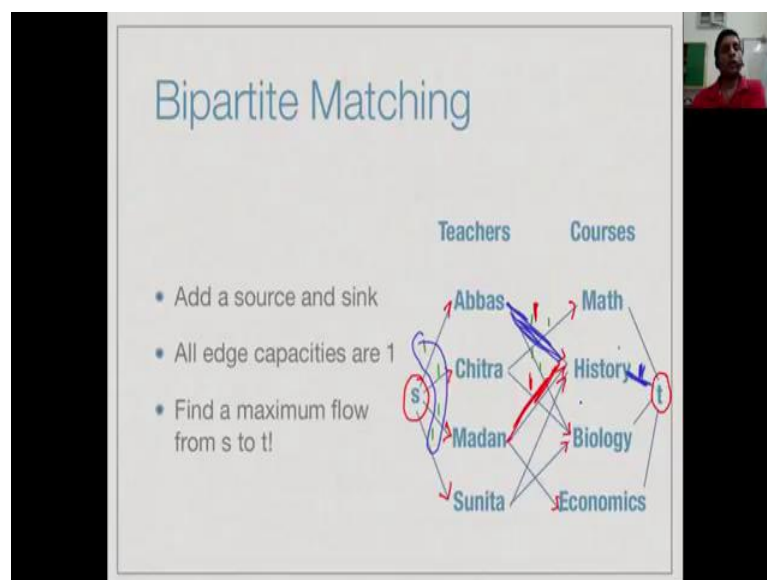 Bipartite Matching
Teachers Courses
• Add a source and sink
• All edge capacities are 1
• Find a maximum flow
from s to t!
Abbas Math
Chitra History
s t
Madan Biology
Sunita Economics